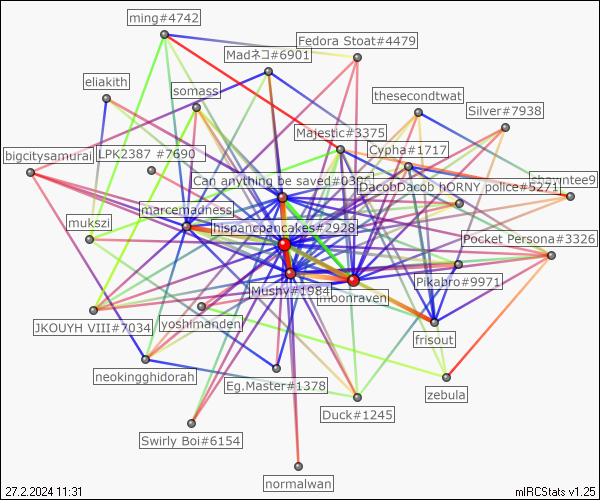 ming#4742
Fedora Stoat#4479
Madネコ#6901
eliakith
somass
thesecondtwat
Silver#7938
Majestic#3375
Cypha#1717
bigcitysamurai
LPK2387 #7690
Can anything be saved#0366
DacobDacob hORNY police#5271
shawntee9
marcemadness
mukszi
hispancpancakes#2928
Pocket Persona#3326
Mushy#1984
Pikabro#9971
moonraven
JKOUYH VIII#7034
yoshimanden
frisout
neokingghidorah
Eg.Master#1378
zebula
Duck#1245
Swirly Boi#6154
normalwan
27.2.2024 11:31
mIRCStats v1.25